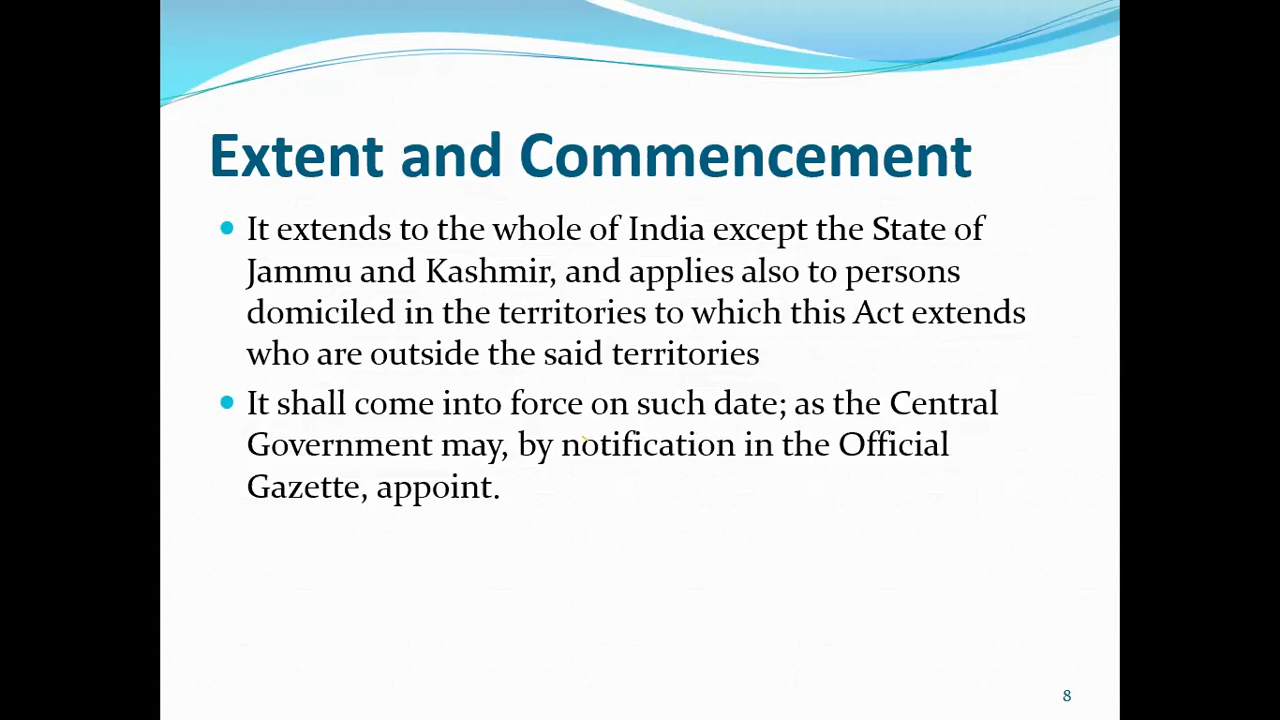 Extent and Commencement
It extends to the whole of India except the State of
Jammu and Kashmir, and applies also to persons
domiciled in the territories to which this Act extends
who are outside the said territories
It shall come into force on such date; as the Central
Government may, by notification in the Official
Gazette, appoint.
8